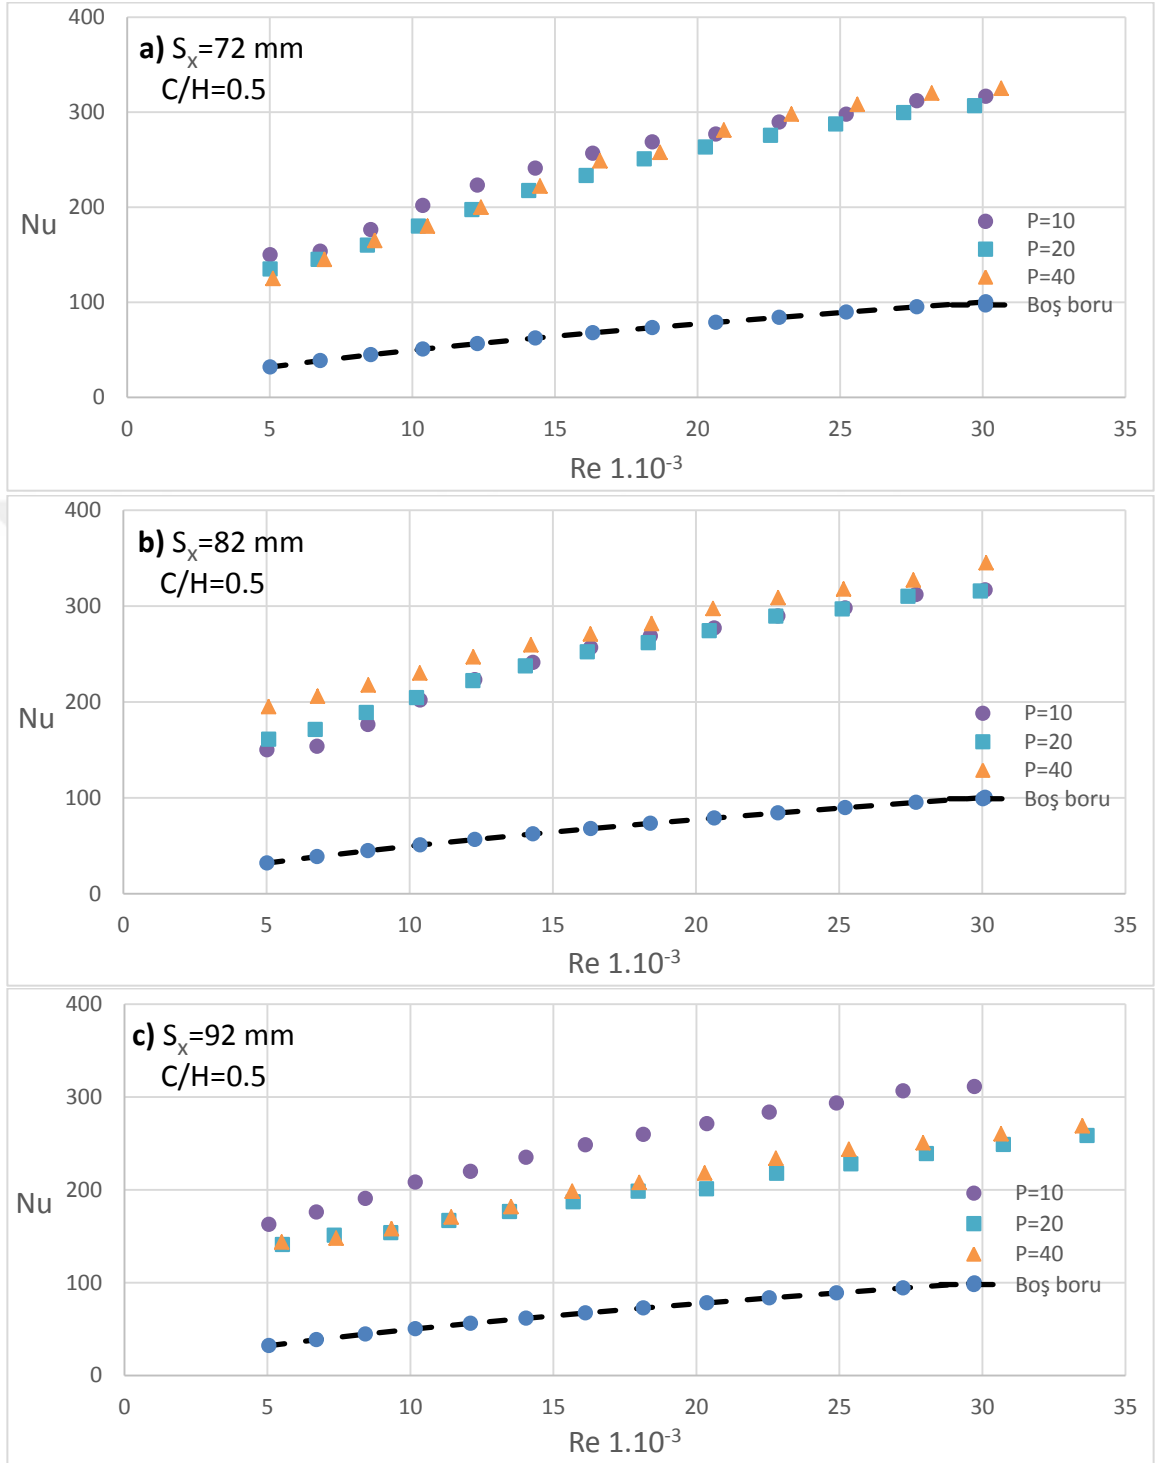 400
a) Sₓ=72 mm
C/H=0.5
300
200
Nu
P=10
P=20
P=40
100
Boş boru
0
0 5 10 15 20 25 30 35
Re 1.10⁻³
400
b) Sₓ=82 mm
C/H=0.5
300
200
Nu
P=10
P=20
P=40
100
Boş boru
0
0 5 10 15 20 25 30 35
Re 1.10⁻³
400
c) Sₓ=92 mm
C/H=0.5
300
200
Nu
P=10
P=20
P=40
100
Boş boru
0
0 5 10 15 20 25 30 35
Re 1.10⁻³